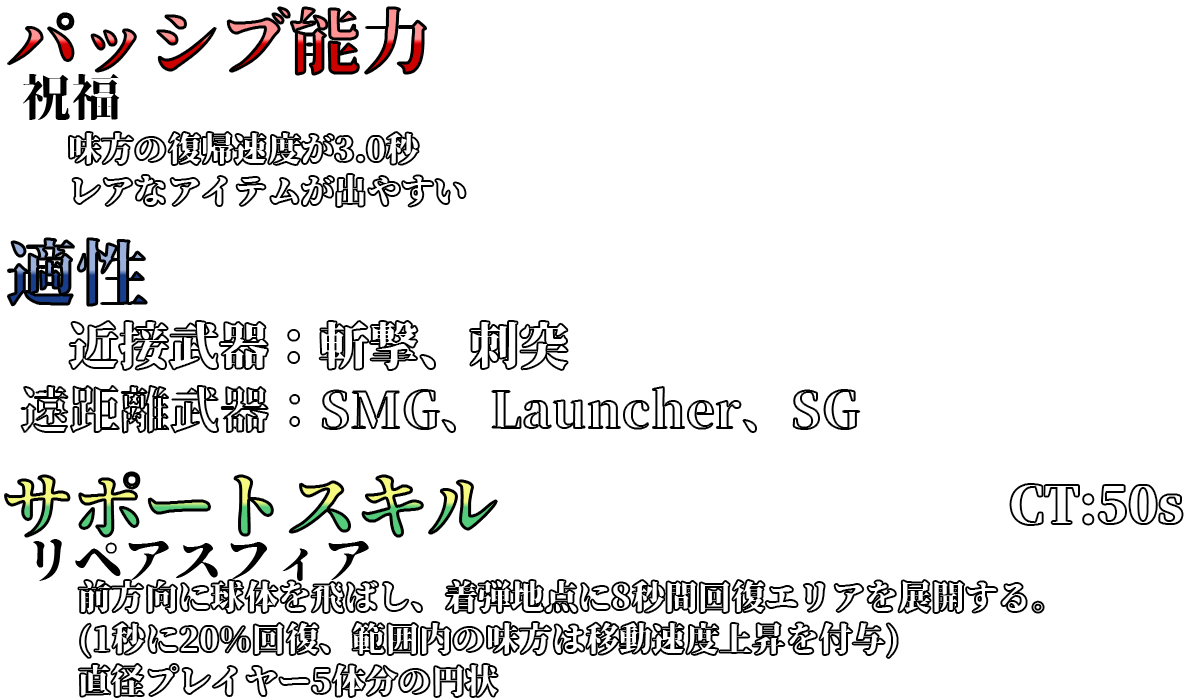 パッシブ能力
祝福
味方の復帰速度が3.0秒
レアなアイテムが出やすい
適性
近接武器：斬撃、刺突
遠距離武器：SMG、Launcher、SG
サポートスキル CT:50s
リペアスフィア
前方向に球体を飛ばし、着弾地点に8秒間回復エリアを展開する。
(1秒に20%回復、範囲内の味方は移動速度上昇を付与)
直径プレイヤー5体分の円状